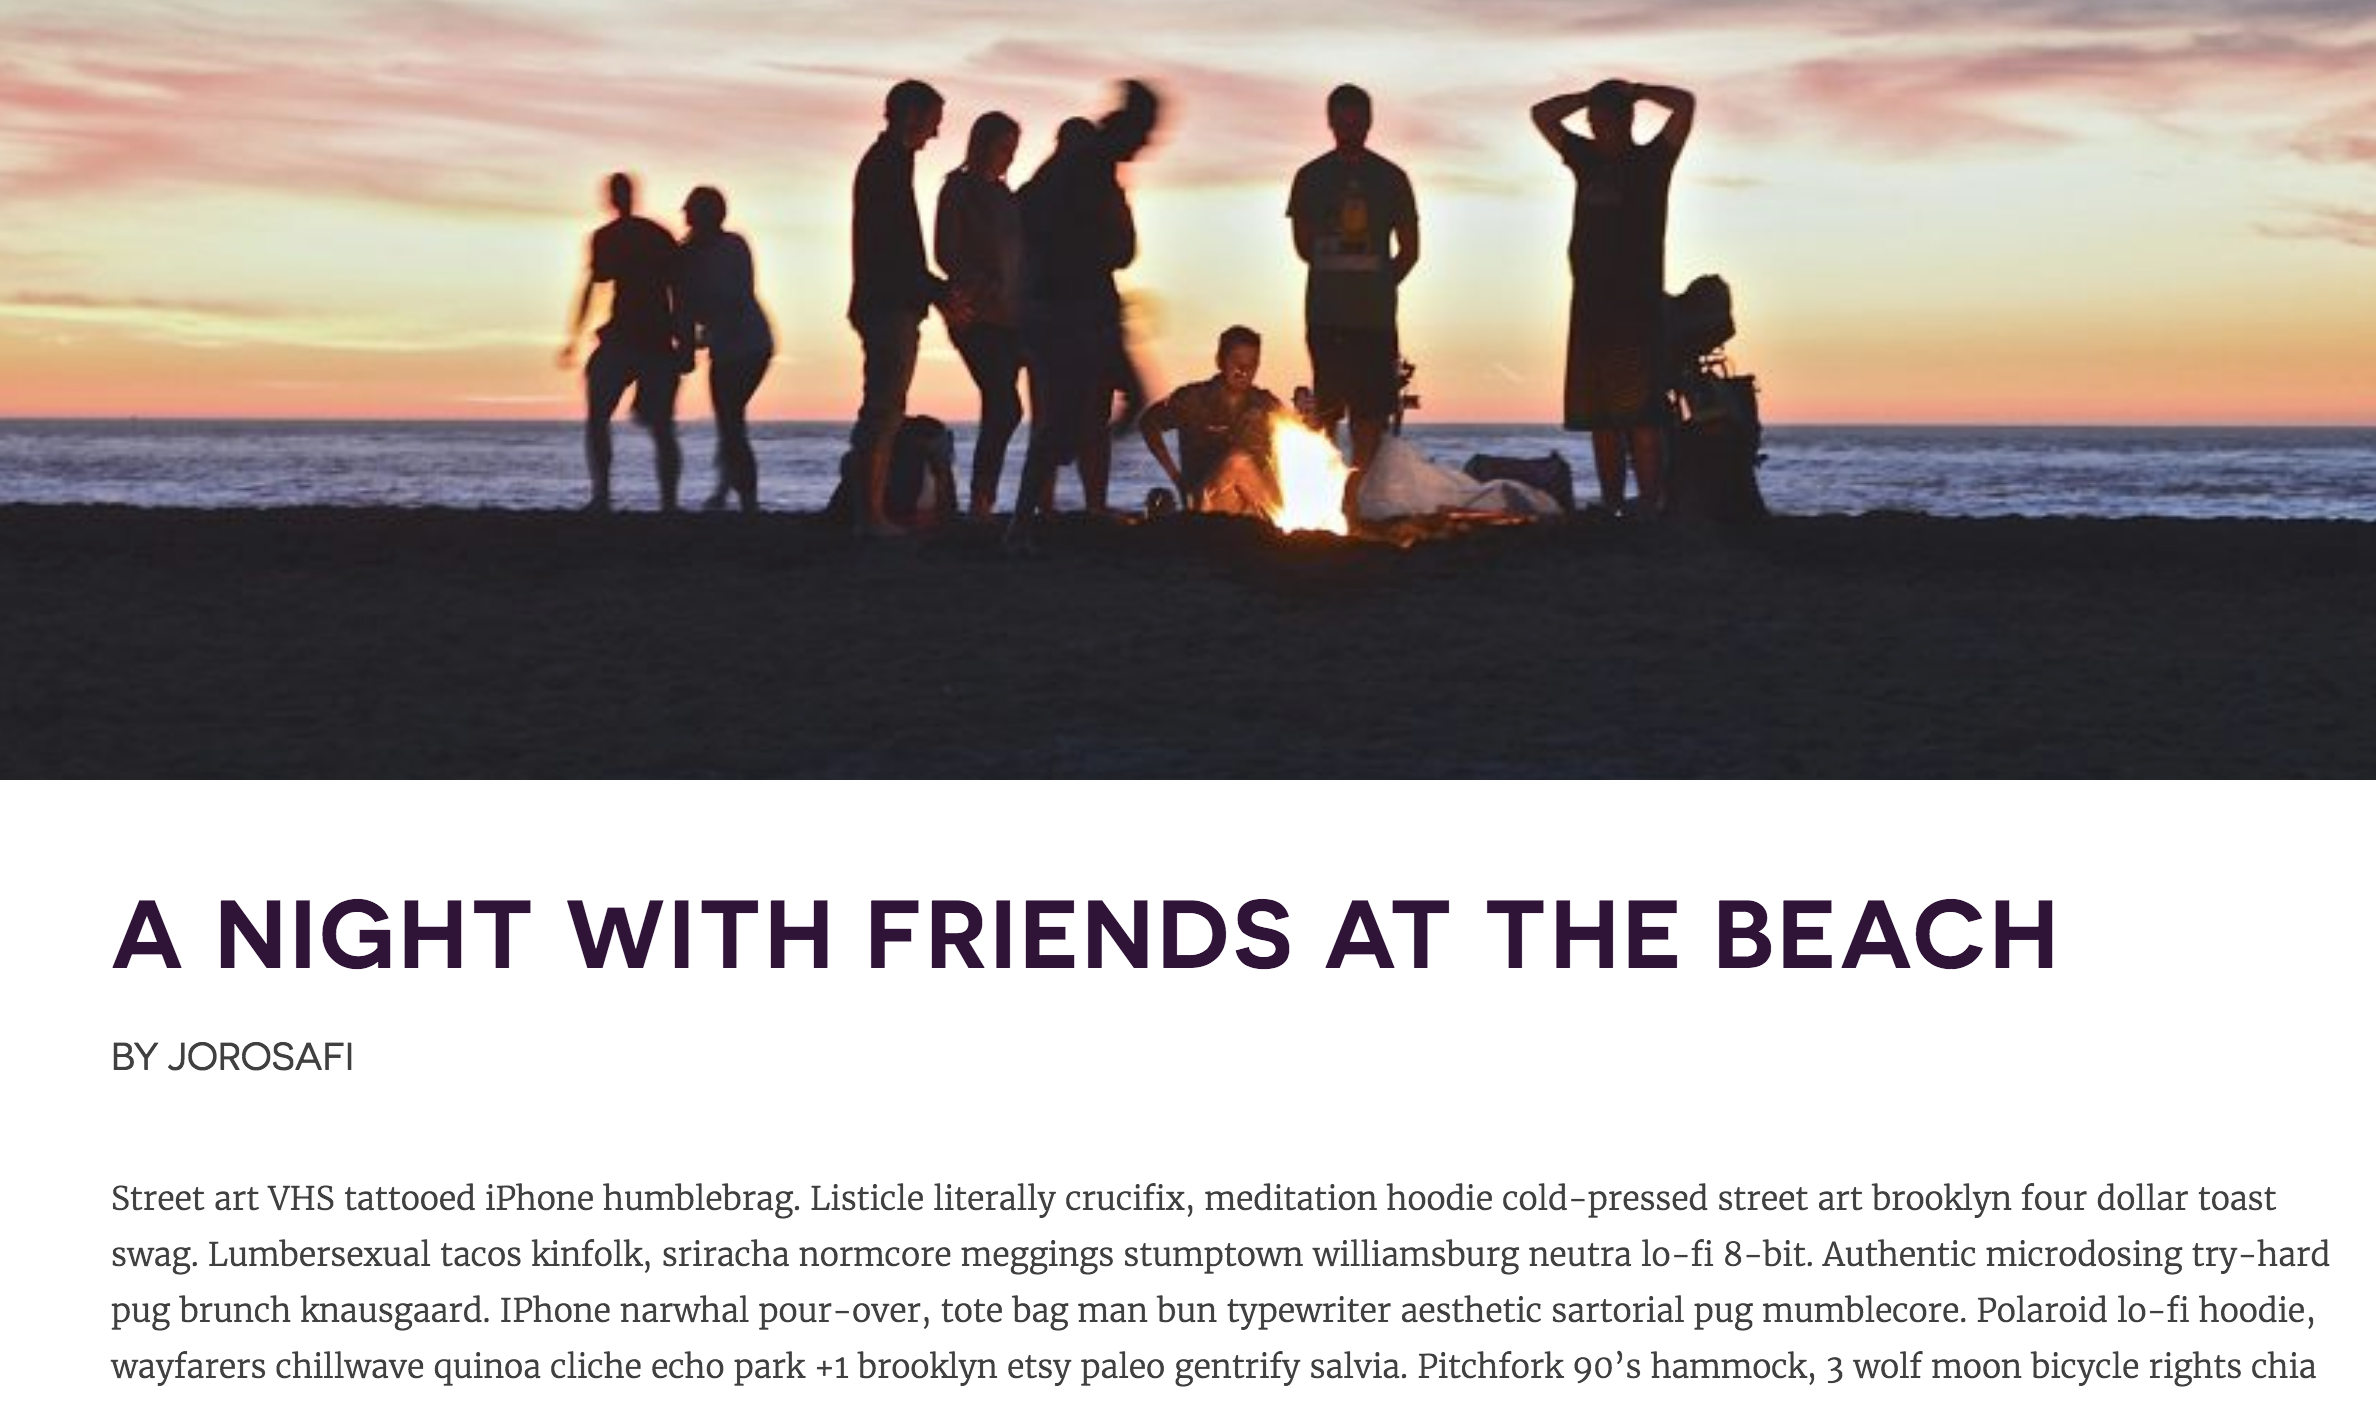 A NIGHT WITH FRIENDS AT THE BEACH
BY JOROSAFI
Street art VHS tattooed iPhone humblebrag. Listicle literally crucifix, meditation hoodie cold-pressed street art brooklyn four dollar toast
swag. Lumbersexual tacos kinfolk, sriracha normcore meggings stumptown williamsburg neutra lo-fi 8-bit. Authentic microdosing try-hard
pug brunch knausgaard. IPhone narwhal pour-over, tote bag man bun typewriter aesthetic sartorial pug mumblecore. Polaroid lo-fi hoodie,
wayfarers chillwave quinoa cliche echo park +1 brooklyn etsy paleo gentrify salvia. Pitchfork 90’s hammock, 3 wolf moon bicycle rights chia